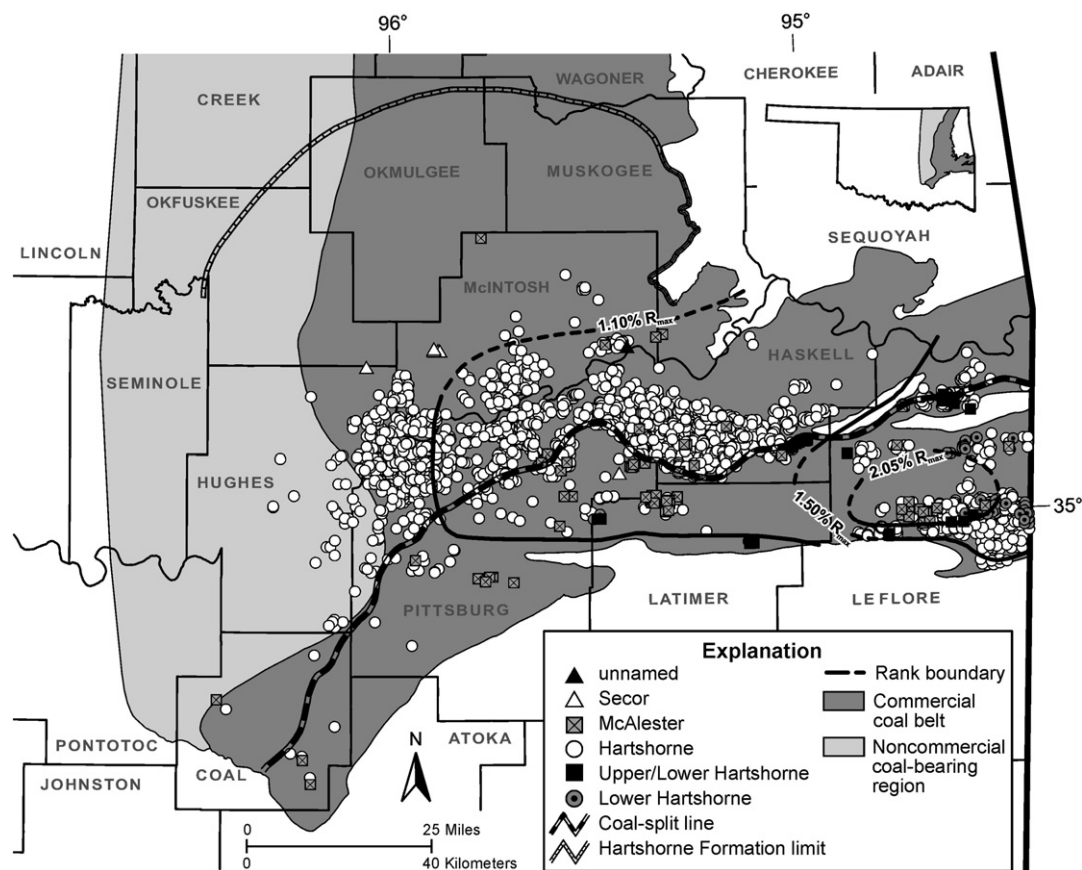 96°
95°
WAGONER
CHEROKEE
ADAIR
CREEK
OKMULGEE
MUSKOGEE
OKFUSKEE
LINCOLN
SEQUOYAH
McINTOSH
1.10% Rmax
HASKELL
SEMINOLE
2.05% Rmax
HUGHES
1.50% Rmax
35°
PITTSBURG
LATIMER
LE FLORE
PONTOTOC
COAL
ATOKA
JOHNSTON
N
0
25 Miles
0
40 Kilometers
Explanation
unnamed
Secor
McAlester
Hartshorne
Upper/Lower Hartshorne
Lower Hartshorne
Coal-split line
Hartshorne Formation limit
Rank boundary
Commercial
coal belt
Noncommercial
coal-bearing
region